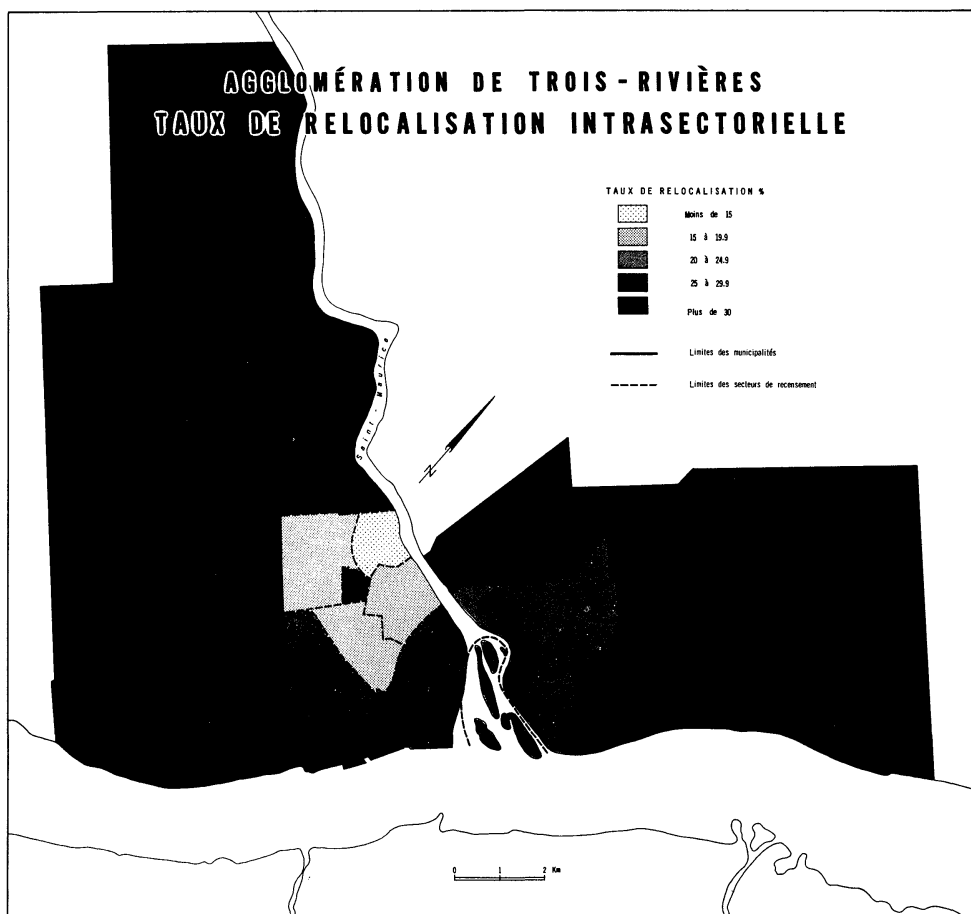 AGGLOMÉRATION DE TROIS-RIVIÈRES
TAUX DE RELOCALISATION INTRASECTORIELLE
TAUX DE RELOCALISATION %
Moins de 15
15 à 19.9
20 à 24.9
25 à 29.9
Plus de 30
Limites des municipalités
Limites des secteurs de recensement
Saint-Maurice
N
0 1 2 Km